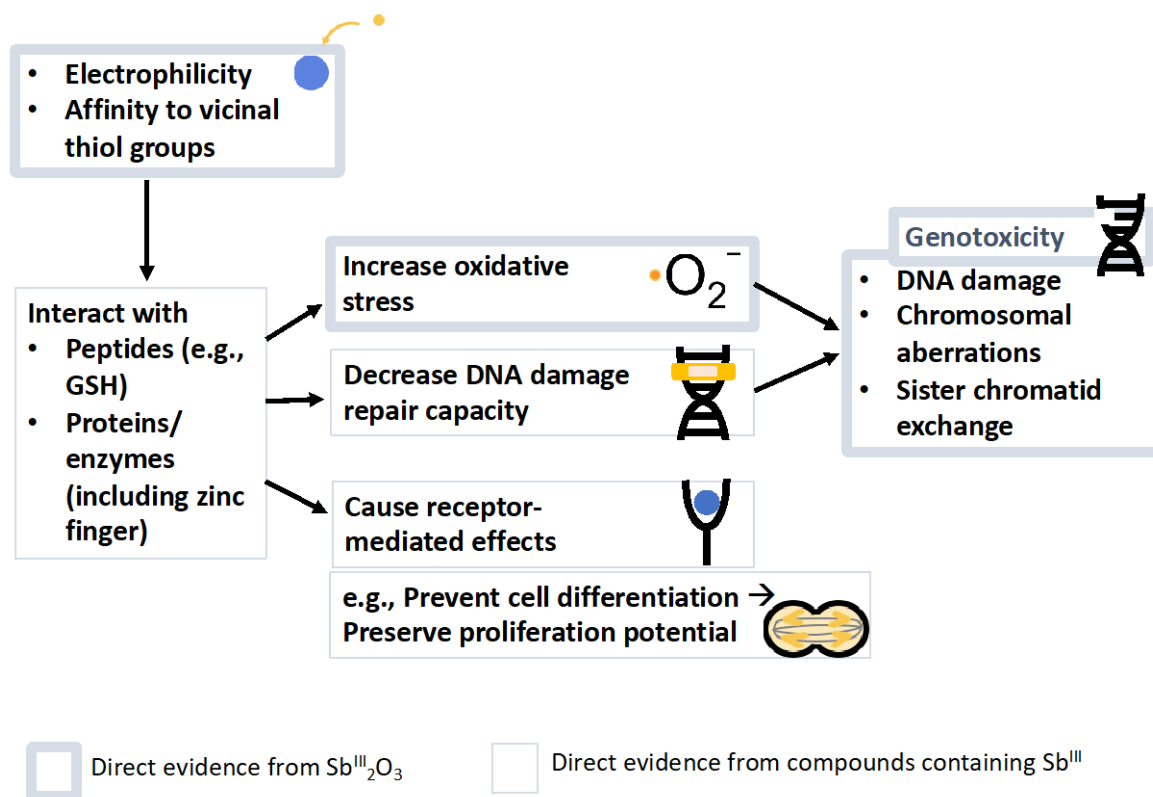 • Electrophilicity
• Affinity to vicinal
thiol groups
Interact with
• Peptides (e.g.,
GSH)
• Proteins/
enzymes
(including zinc
finger)
Increase oxidative
stress
•O₂⁻
Decrease DNA damage
repair capacity
Cause receptor-
mediated effects
e.g., Prevent cell differentiation →
Preserve proliferation potential
Genotoxicity
• DNA damage
• Chromosomal
aberrations
• Sister chromatid
exchange
Direct evidence from Sbᴵᴵᴵ₂O₃
Direct evidence from compounds containing Sbᴵᴵᴵ